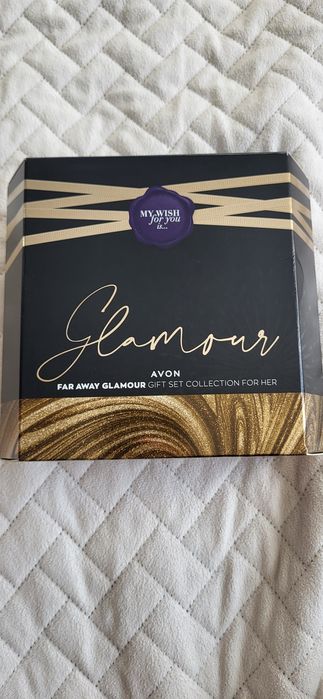 MY WISH
for you
is...
Glamour
AVON
FAR AWAY GLAMOUR GIFT SET COLLECTION FOR HER